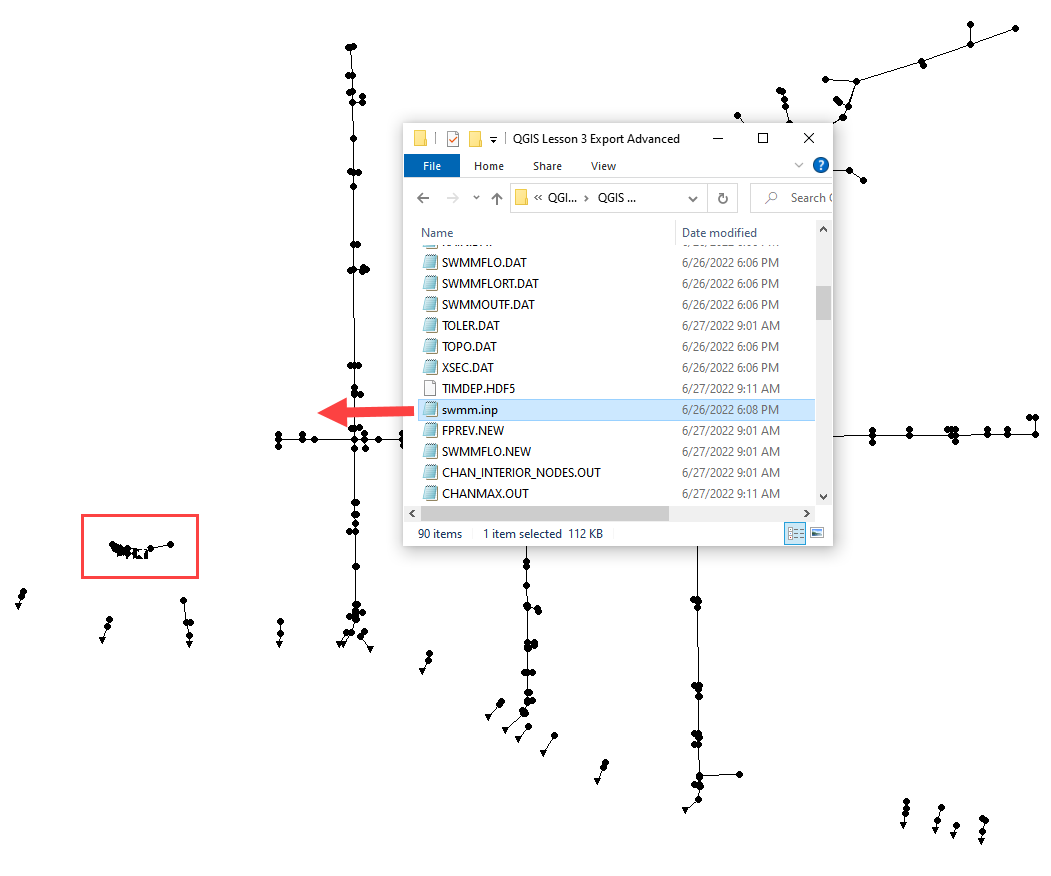 QGIS Lesson 3 Export Advanced
File Home Share View
« QGI... › QGIS ... Search
Name Date modified
6/26/2022 6:06 PM
SWMMFLO.DAT 6/26/2022 6:06 PM
SWMMFLORT.DAT 6/26/2022 6:06 PM
SWMMOUTF.DAT 6/26/2022 6:06 PM
TOLER.DAT 6/27/2022 9:01 AM
TOPO.DAT 6/26/2022 6:06 PM
XSEC.DAT 6/26/2022 6:06 PM
TIMDEP.HDF5 6/27/2022 9:11 AM
swmm.inp 6/26/2022 6:08 PM
FPREV.NEW 6/27/2022 9:01 AM
SWMMFLO.NEW 6/27/2022 9:01 AM
CHAN_INTERIOR_NODES.OUT 6/27/2022 9:01 AM
CHANMAX.OUT 6/27/2022 9:11 AM
90 items 1 item selected 112 KB